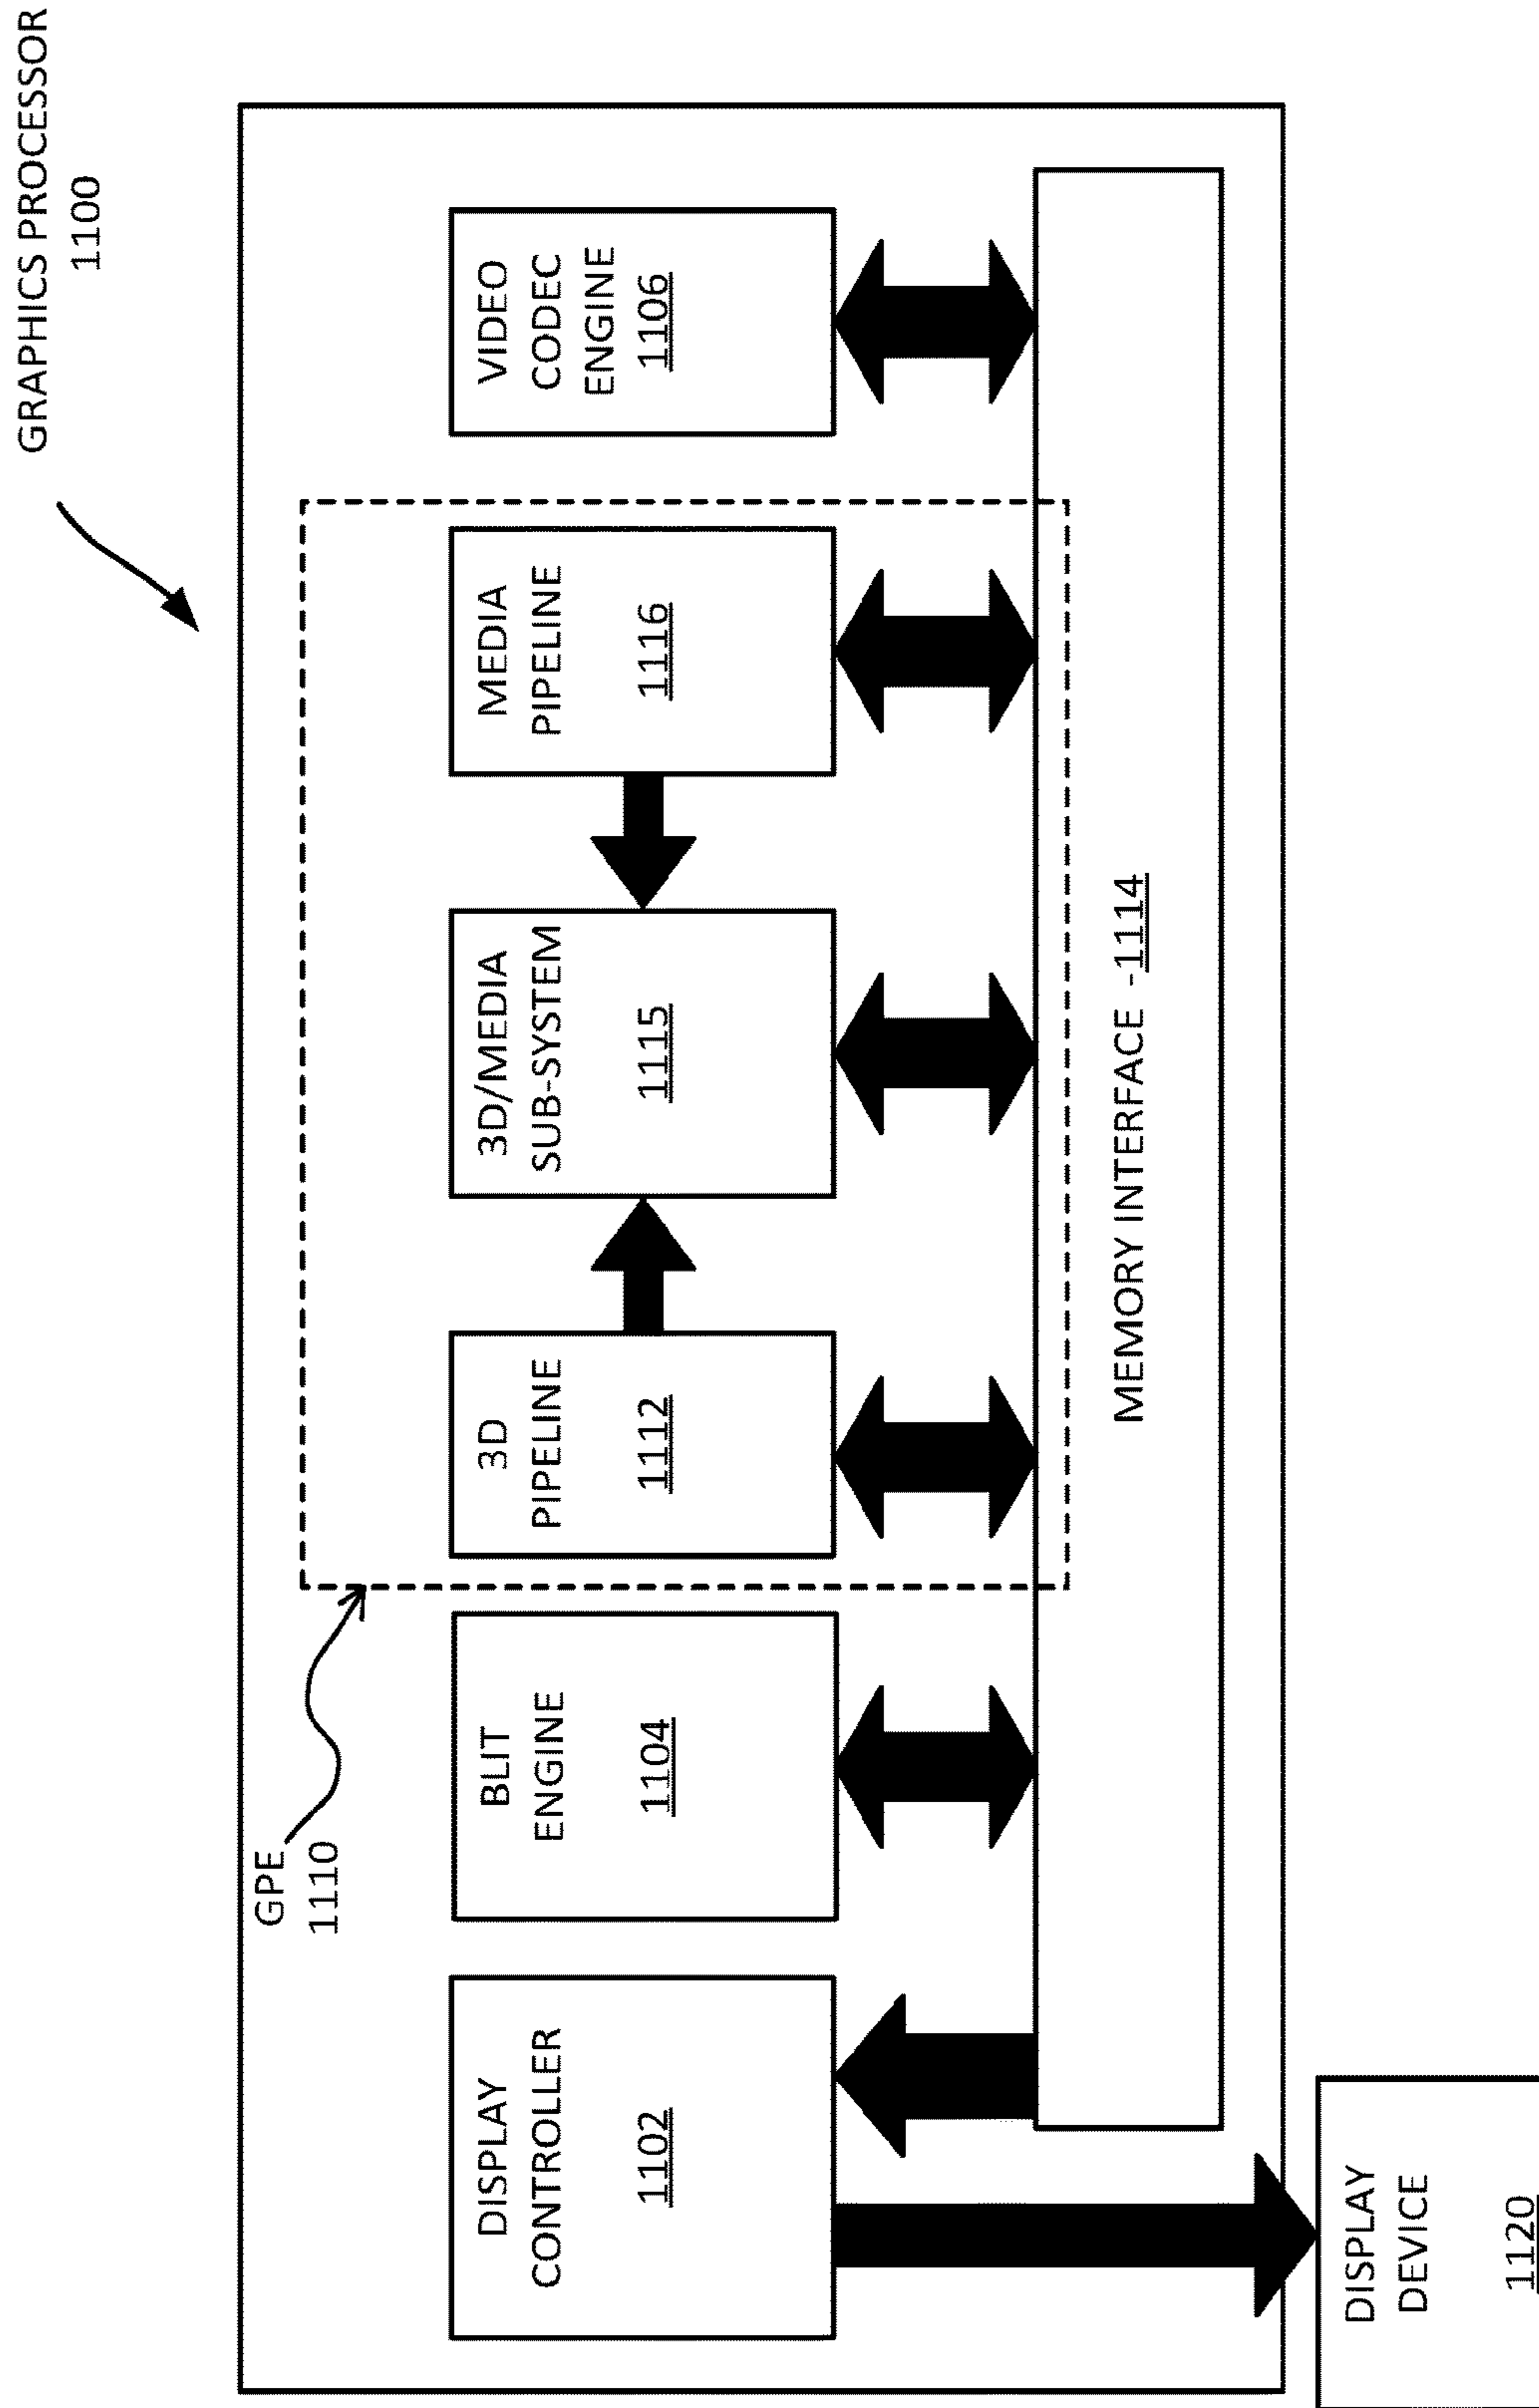 GRAPHICS PROCESSOR
1100
GPE
1110
DISPLAY
CONTROLLER
1102
BLIT
ENGINE
1104
3D
PIPELINE
1112
3D/MEDIA
SUB-SYSTEM
1115
MEDIA
PIPELINE
1116
VIDEO
CODEC
ENGINE
1106
MEMORY INTERFACE -1114
DISPLAY
DEVICE
1120